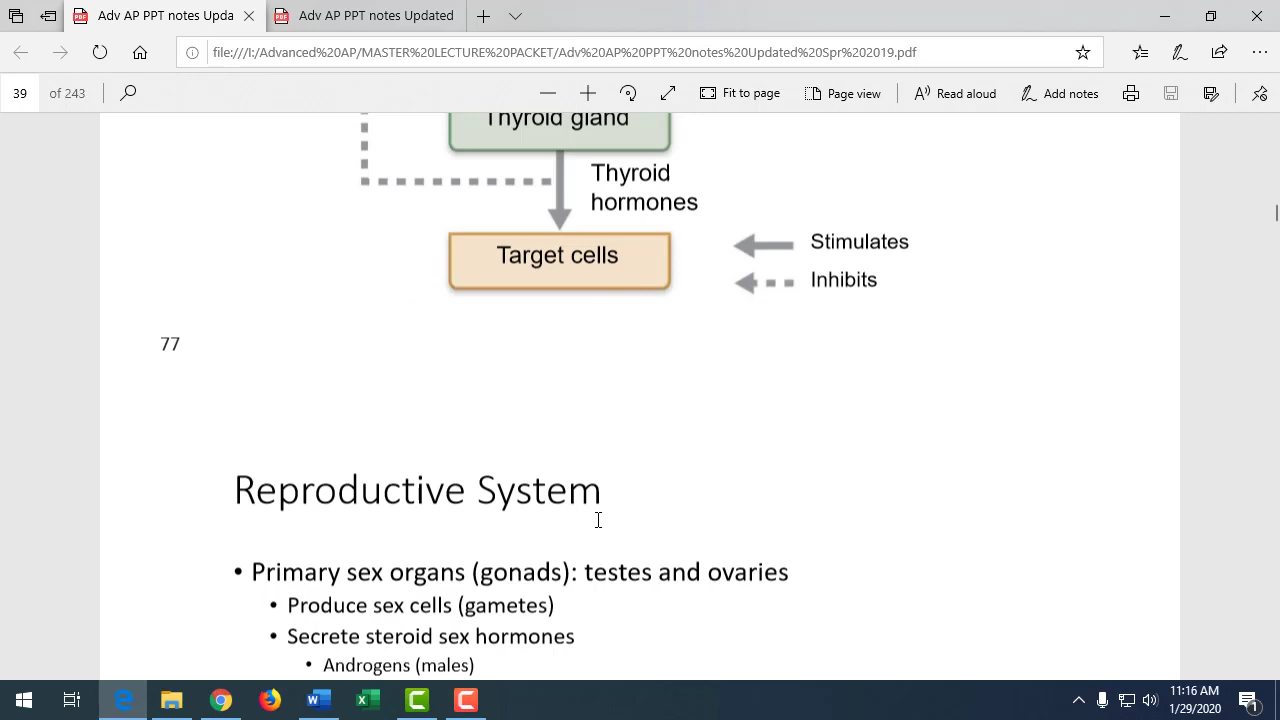 Adv AP PPT notes Upda
Adv AP PPT notes Updated
file:///I:/Advanced%20AP/MASTER%20LECTURE%20PACKET/Adv%20AP%20PPT%20notes%20Updated%20Spr%202019.pdf
39 of 243
Fit to page
Page view
Read aloud
Add notes
Thyroid gland
Thyroid
hormones
Target cells
Stimulates
Inhibits
77
Reproductive System
• Primary sex organs (gonads): testes and ovaries
• Produce sex cells (gametes)
• Secrete steroid sex hormones
• Androgens (males)
11:16 AM
1/29/2020
1